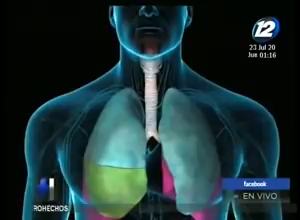 12
23 Jul 20
Jue 01:16
facebook
EN VIVO
ROHECHOS